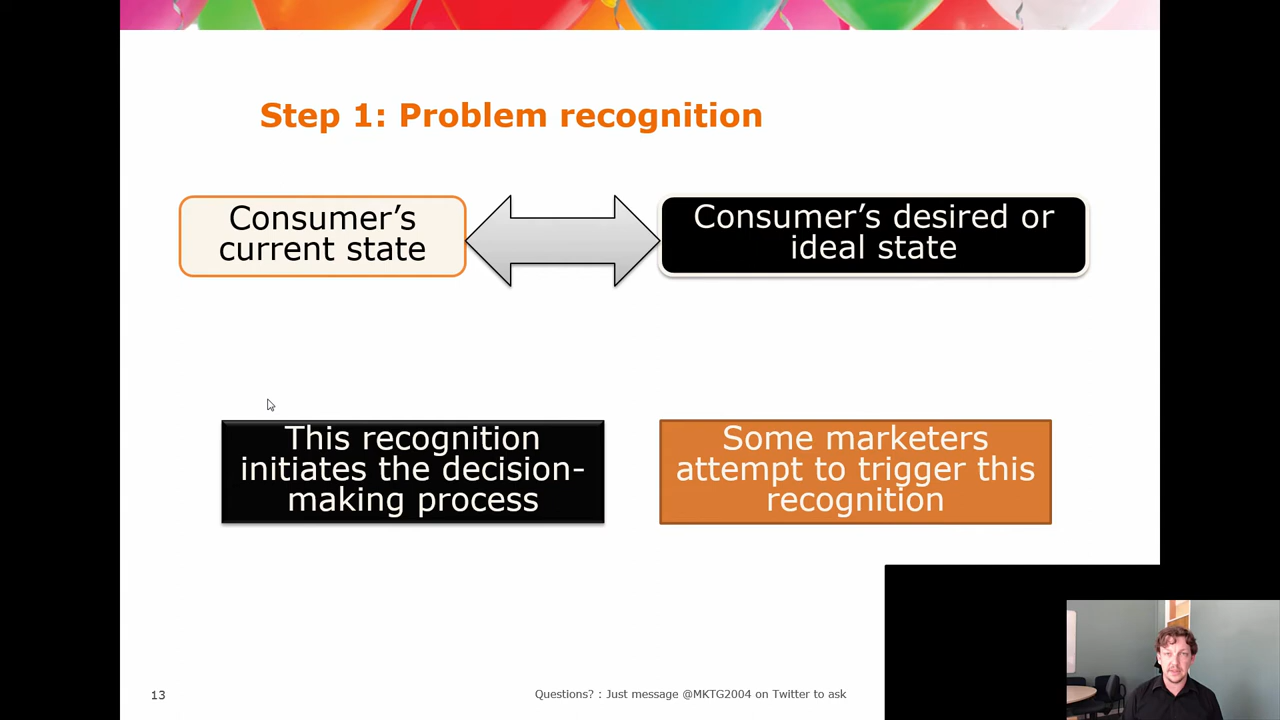 Step 1: Problem recognition
Consumer’s
current state
Consumer’s desired or
ideal state
This recognition
initiates the decision-
making process
Some marketers
attempt to trigger this
recognition
13
Questions? : Just message @MKTG2004 on Twitter to ask